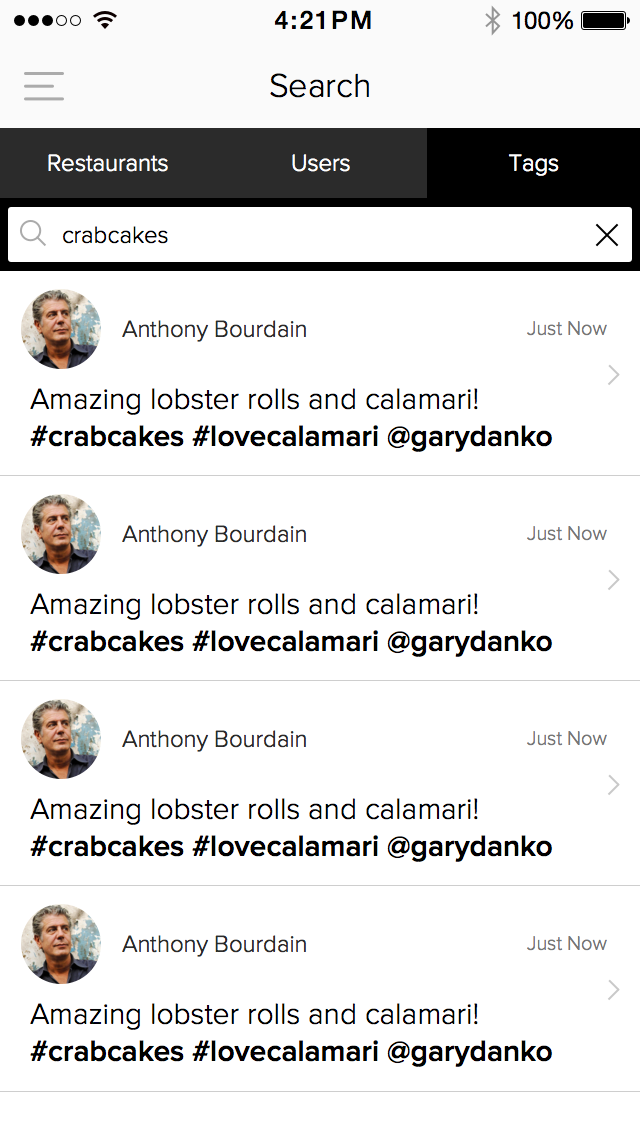 4:21PM 100%
Search
Restaurants Users Tags
crabcakes
Anthony Bourdain Just Now
Amazing lobster rolls and calamari!
#crabcakes #lovecalamari @garydanko
Anthony Bourdain Just Now
Amazing lobster rolls and calamari!
#crabcakes #lovecalamari @garydanko
Anthony Bourdain Just Now
Amazing lobster rolls and calamari!
#crabcakes #lovecalamari @garydanko
Anthony Bourdain Just Now
Amazing lobster rolls and calamari!
#crabcakes #lovecalamari @garydanko